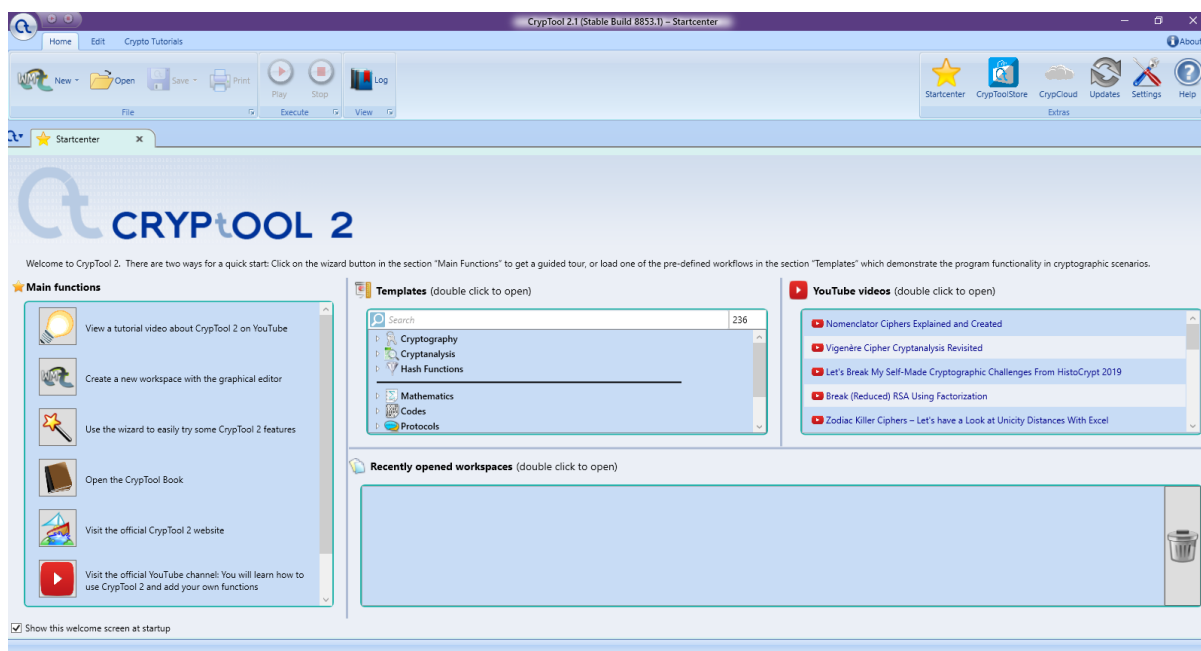 CrypTool 2.1 (Stable Build 8853.1) – Startcenter
Home Edit Crypto Tutorials
About
New Open Save Print Play Stop Log
Startcenter CrypToolStore CrypCloud Updates Settings Help
File Execute View Extras
Startcenter
CRYPtOOL 2
Welcome to CrypTool 2. There are two ways for a quick start: Click on the wizard button in the section "Main Functions" to get a guided tour, or load one of the pre-defined workflows in the section "Templates" which demonstrate the program functionality in cryptographic scenarios.
Main functions
View a tutorial video about CrypTool 2 on YouTube
Create a new workspace with the graphical editor
Use the wizard to easily try some CrypTool 2 features
Open the CrypTool Book
Visit the official CrypTool 2 website
Visit the official YouTube channel: You will learn how to
use CrypTool 2 and add your own functions
Templates (double click to open)
Search 236
Cryptography
Cryptanalysis
Hash Functions
Mathematics
Codes
Protocols
YouTube videos (double click to open)
Nomenclator Ciphers Explained and Created
Vigenère Cipher Cryptanalysis Revisited
Let's Break My Self-Made Cryptographic Challenges From HistoCrypt 2019
Break (Reduced) RSA Using Factorization
Zodiac Killer Ciphers – Let's have a Look at Unicity Distances With Excel
Recently opened workspaces (double click to open)
Show this welcome screen at startup